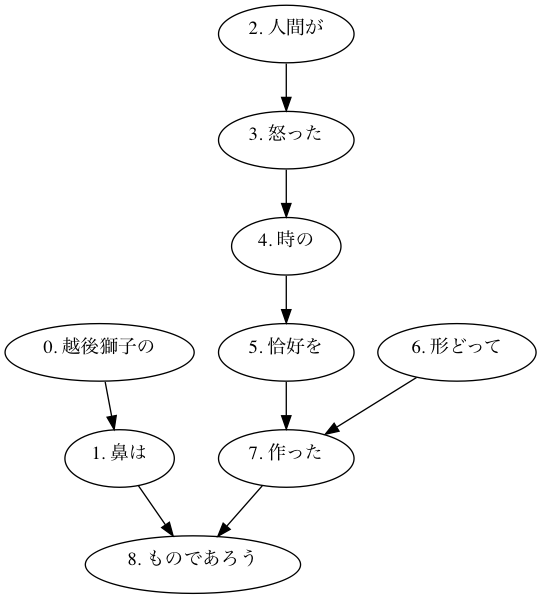 2. 人間が
3. 怒った
4. 時の
0. 越後獅子の
5. 恰好を
6. 形どって
1. 鼻は
7. 作った
8. ものであろう